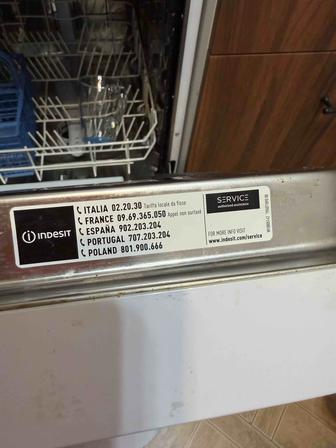 INDESIT
ITALIA 02.20.30 Tariffa locale da fisso
FRANCE 09.69.365.050 Appel non surtaxé
ESPAÑA 902.203.204
PORTUGAL 707.203.204
POLAND 801.900.666
SERVICE
FOR MORE INFO VISIT
www.indesit.com/service